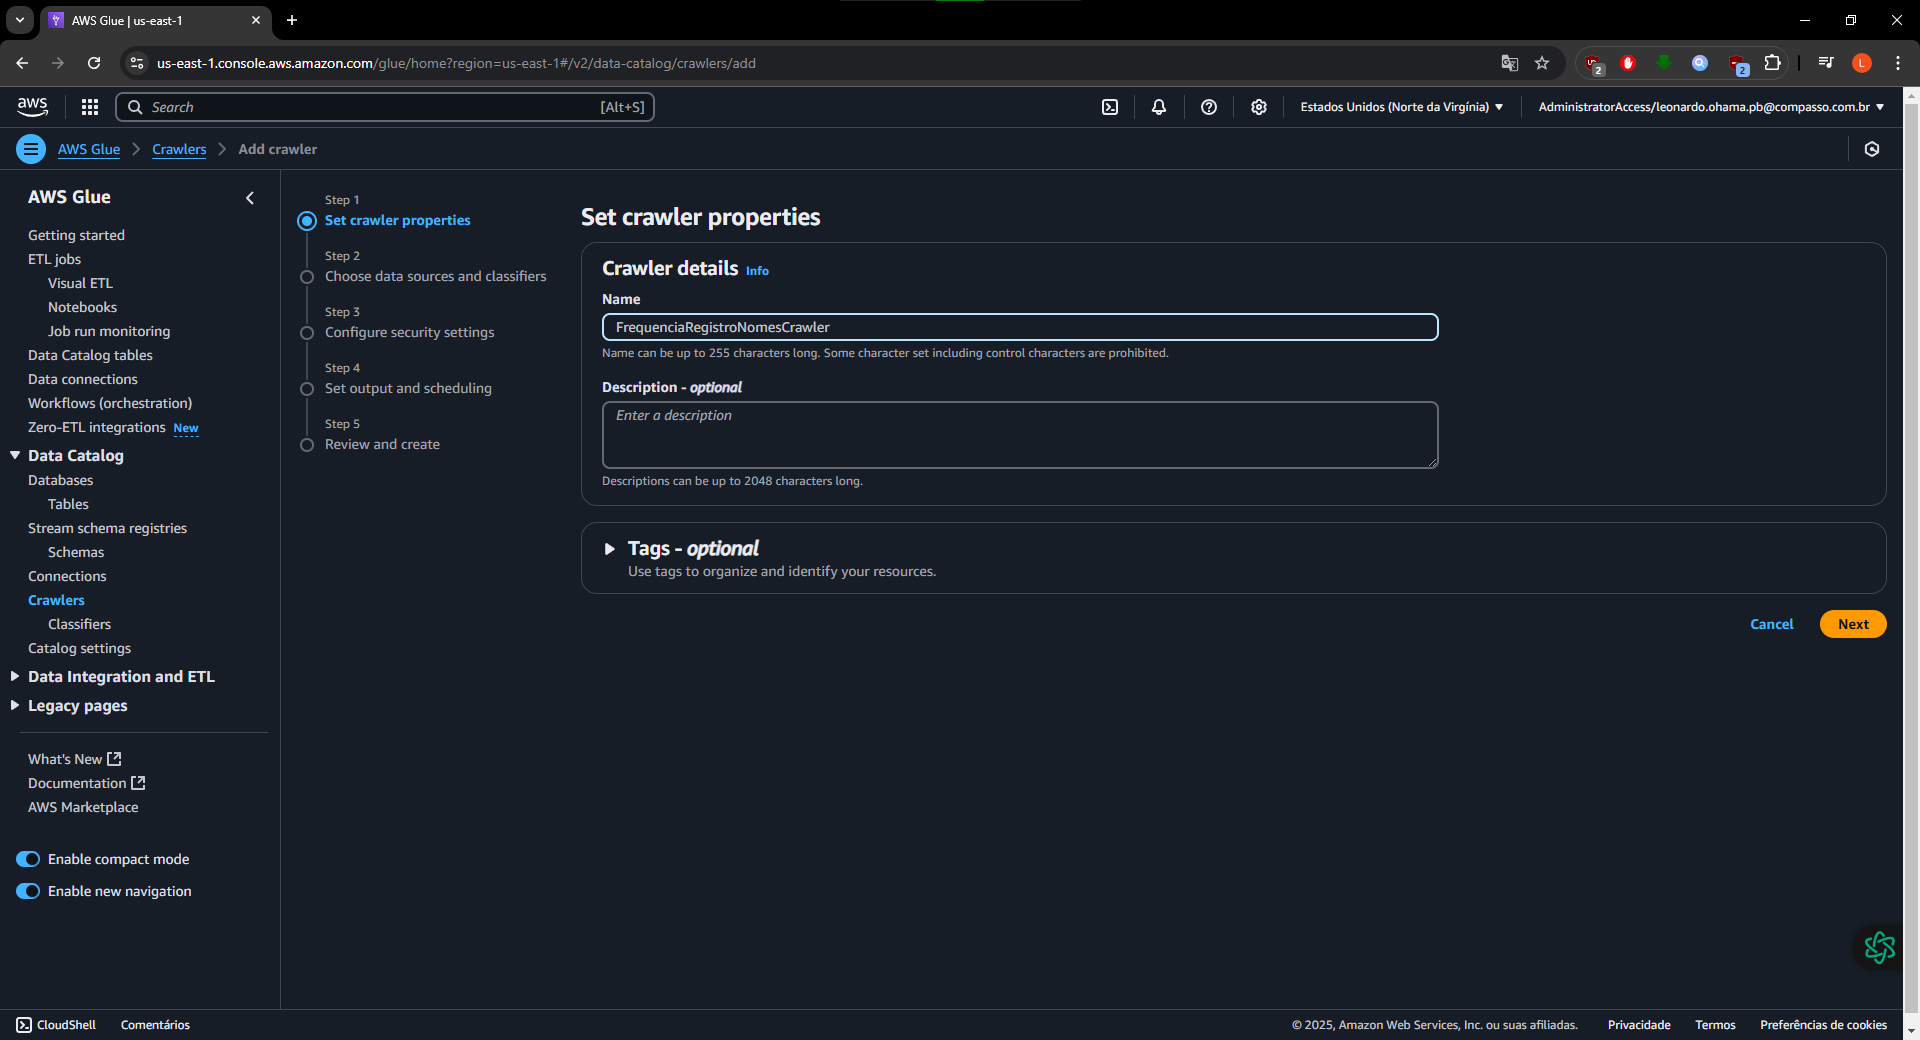 AWS Glue | us-east-1
us-east-1.console.aws.amazon.com/glue/home?region=us-east-1#/v2/data-catalog/crawlers/add
2
2
L
aws
Search
[Alt+S]
Estados Unidos (Norte da Virgínia)
AdministratorAccess/leonardo.ohama.pb@compasso.com.br
AWS Glue
Crawlers
Add crawler
AWS Glue
Getting started
ETL jobs
Visual ETL
Notebooks
Job run monitoring
Data Catalog tables
Data connections
Workflows (orchestration)
Zero-ETL integrations New
Data Catalog
Databases
Tables
Stream schema registries
Schemas
Connections
Crawlers
Classifiers
Catalog settings
Data Integration and ETL
Legacy pages
What's New
Documentation
AWS Marketplace
Enable compact mode
Enable new navigation
Step 1
Set crawler properties
Step 2
Choose data sources and classifiers
Step 3
Configure security settings
Step 4
Set output and scheduling
Step 5
Review and create
Set crawler properties
Crawler details Info
Name
FrequenciaRegistroNomesCrawler
Name can be up to 255 characters long. Some character set including control characters are prohibited.
Description - optional
Enter a description
Descriptions can be up to 2048 characters long.
Tags - optional
Use tags to organize and identify your resources.
Cancel
Next
CloudShell
Comentários
© 2025, Amazon Web Services, Inc. ou suas afiliadas.
Privacidade
Termos
Preferências de cookies